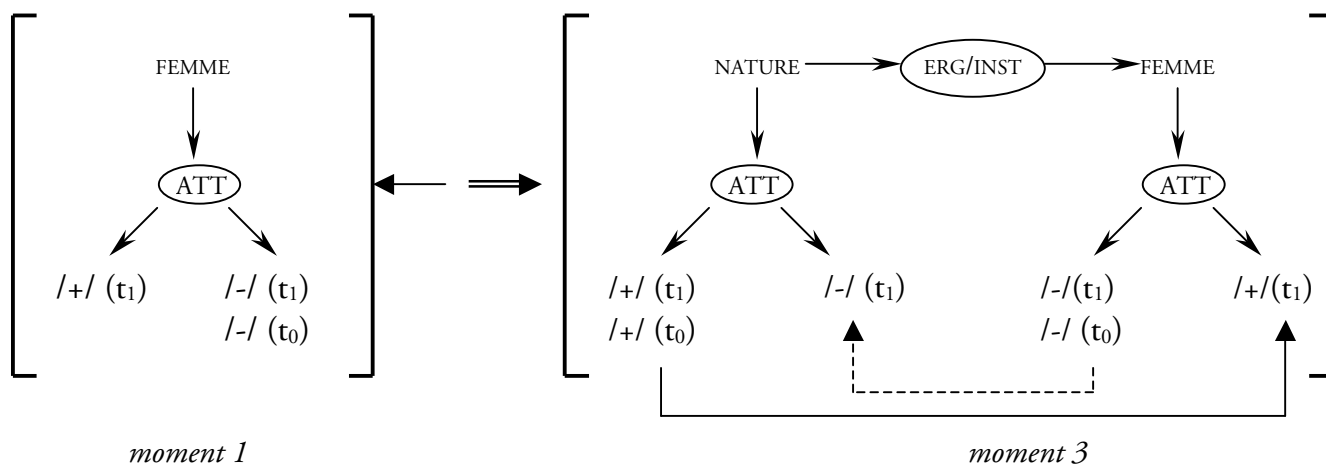 FEMME
NATURE ERG/INST FEMME
ATT ATT ATT
/+/ (t₁) /-/ (t₁) /+/ (t₁) /-/ (t₁) /-/(t₁) /+/(t₁)
/-/ (t₀) /+/ (t₀) /-/ (t₀)
moment 1 moment 3